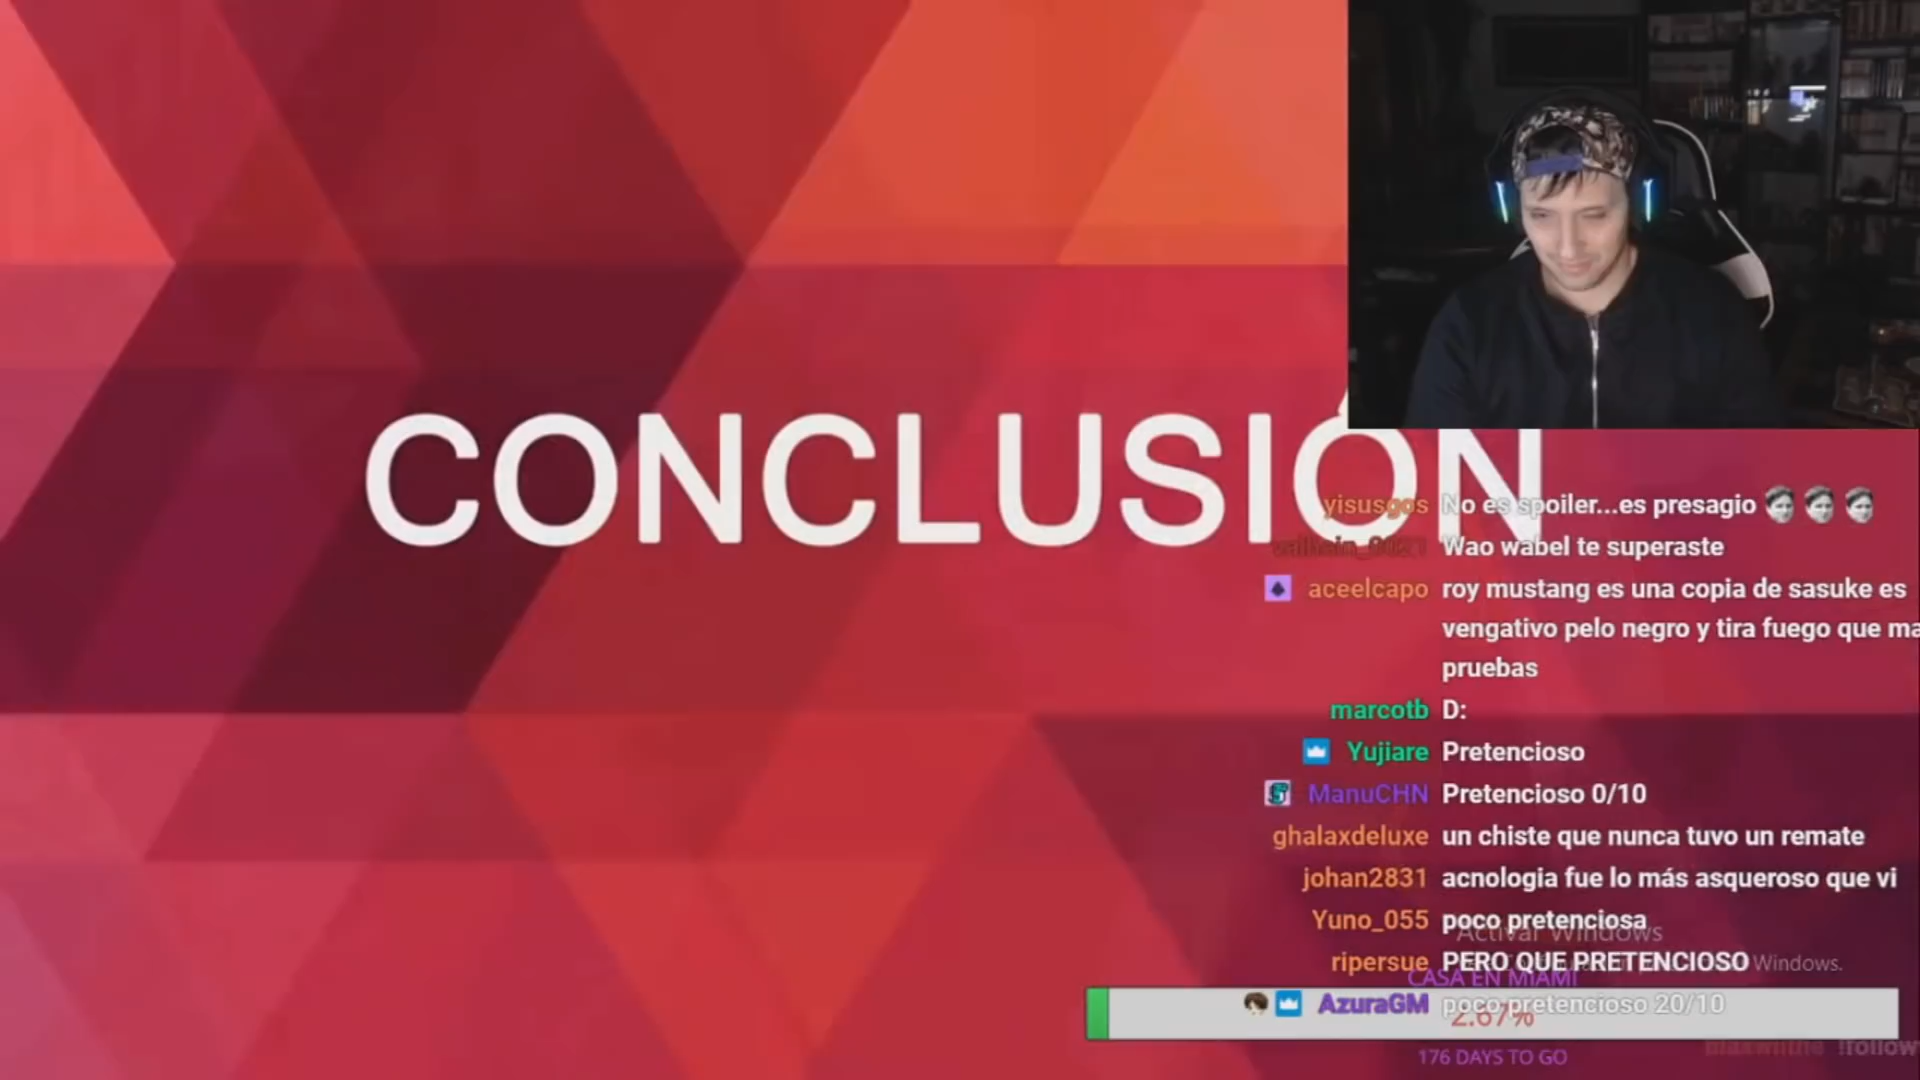 CONCLUSIÓN
yisusgos No es spoiler...es presagio
Wao wabel te superaste
aceelcapo roy mustang es una copia de sasuke es
vengativo pelo negro y tira fuego que ma
pruebas
marcotb D:
Yujiare Pretencioso
ManuCHN Pretencioso 0/10
ghalaxdeluxe un chiste que nunca tuvo un remate
johan2831 acnologia fue lo más asqueroso que vi
Yuno_055 poco pretenciosa
Activar Windows
ripersue PERO QUE PRETENCIOSO
Windows.
CASA EN MIAMI
AzuraGM poco pretencioso 20/10
2.67%
176 DAYS TO GO
!follow